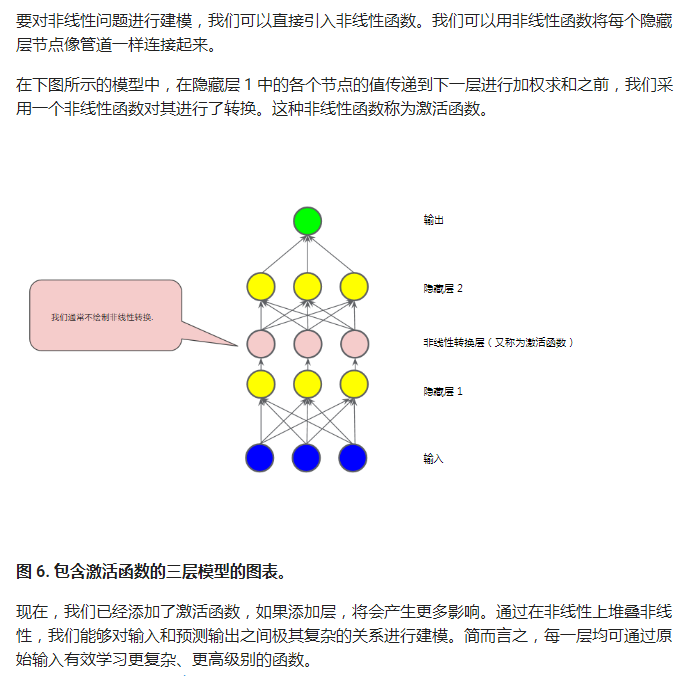 要对非线性问题进行建模，我们可以直接引入非线性函数。我们可以用非线性函数将每个隐藏
层节点像管道一样连接起来。
在下图所示的模型中，在隐藏层 1 中的各个节点的值传递到下一层进行加权求和之前，我们采
用一个非线性函数对其进行了转换。这种非线性函数称为激活函数。
输出
隐藏层 2
我们通常不绘制非线性转换.
非线性转换层（又称为激活函数）
隐藏层 1
输入
图 6. 包含激活函数的三层模型的图表。
现在，我们已经添加了激活函数，如果添加层，将会产生更多影响。通过在非线性上堆叠非线
性，我们能够对输入和预测输出之间极其复杂的关系进行建模。简而言之，每一层均可通过原
始输入有效学习更复杂、更高级别的函数。